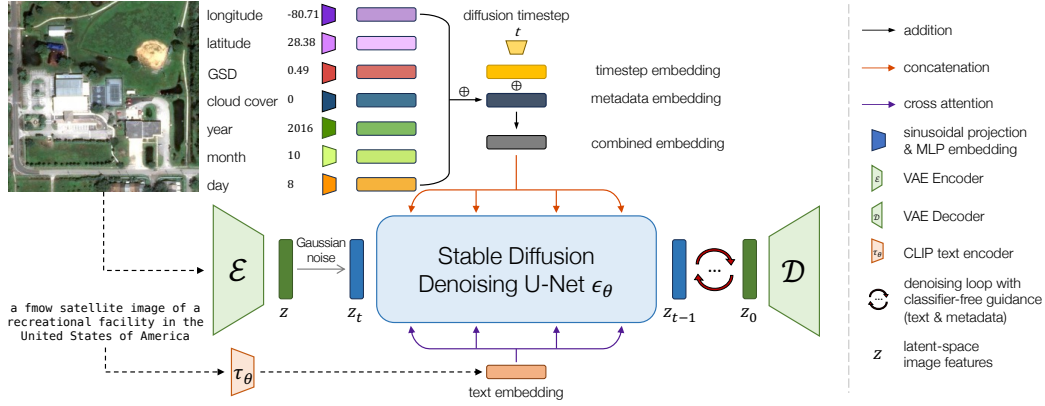 longitude -80.71
latitude 28.38
GSD 0.49
cloud cover 0
year 2016
month 10
day 8
diffusion timestep
t
timestep embedding
⊕
⊕
metadata embedding
combined embedding
ℰ
Gaussian
noise
z
z_t
Stable Diffusion
Denoising U-Net ϵ_θ
z_{t−1}
...
z_0
𝒟
a fmow satellite image of a
recreational facility in the
United States of America
τ_θ
text embedding
addition
concatenation
cross attention
sinusoidal projection
& MLP embedding
ℰ VAE Encoder
𝒟 VAE Decoder
τ_θ CLIP text encoder
... denoising loop with
classifier-free guidance
(text & metadata)
z latent-space
image features